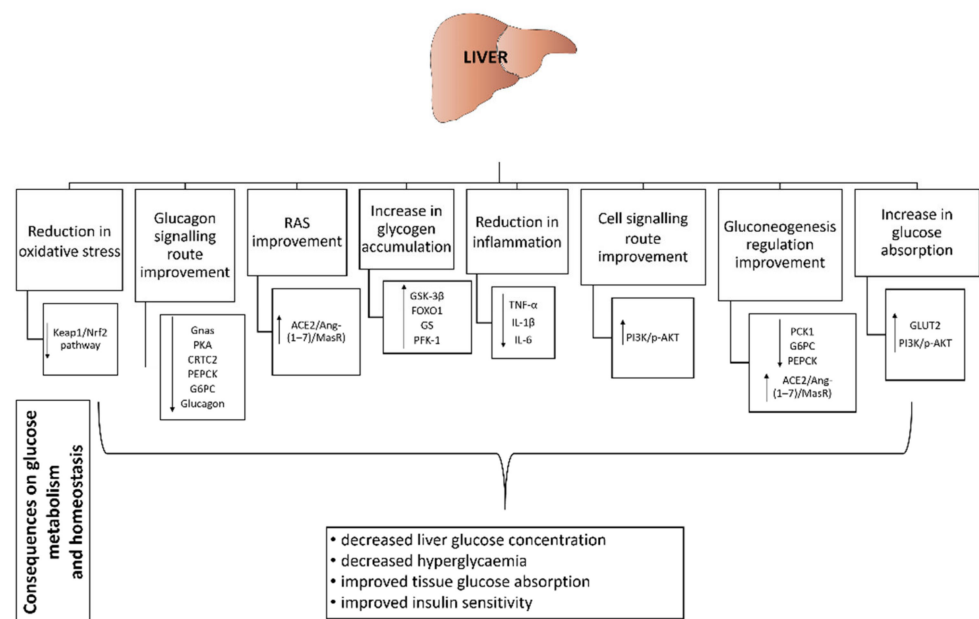 LIVER
Reduction in
oxidative stress
Keap1/Nrf2
pathway
Glucagon
signalling
route
improvement
Gnas
PKA
CRTC2
PEPCK
G6PC
Glucagon
RAS
improvement
ACE2/Ang-
(1–7)/MasR)
Increase in
glycogen
accumulation
GSK-3β
FOXO1
GS
PFK-1
Reduction in
inflammation
TNF-α
IL-1β
IL-6
Cell signalling
route
improvement
PI3K/p-AKT
Gluconeogenesis
regulation
improvement
PCK1
G6PC
PEPCK
ACE2/Ang-
(1–7)/MasR)
Increase in
glucose
absorption
GLUT2
PI3K/p-AKT
Consequences on glucose
metabolism
and homeostasis
• decreased liver glucose concentration
• decreased hyperglycaemia
• improved tissue glucose absorption
• improved insulin sensitivity